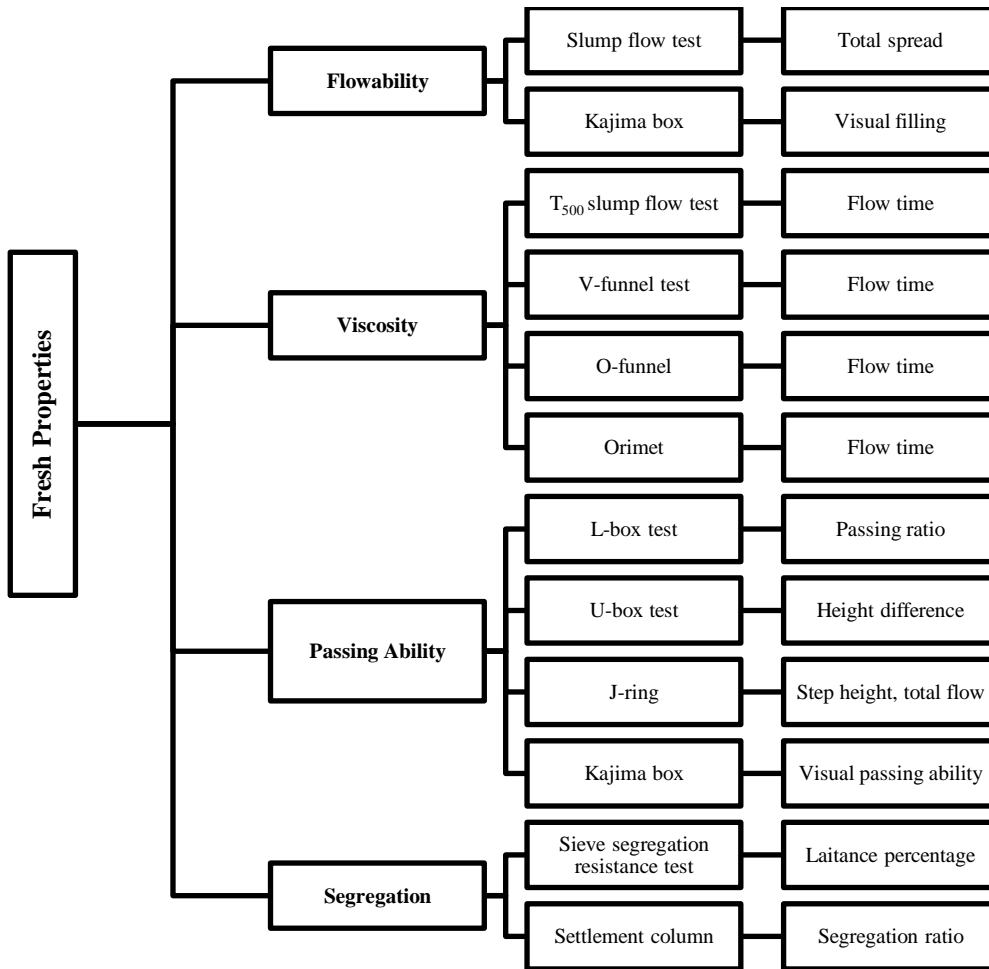 Fresh Properties
Flowability
Slump flow test
Total spread
Kajima box
Visual filling
Viscosity
T500 slump flow test
Flow time
V-funnel test
Flow time
O-funnel
Flow time
Orimet
Flow time
Passing Ability
L-box test
Passing ratio
U-box test
Height difference
J-ring
Step height, total flow
Kajima box
Visual passing ability
Segregation
Sieve segregation
resistance test
Laitance percentage
Settlement column
Segregation ratio